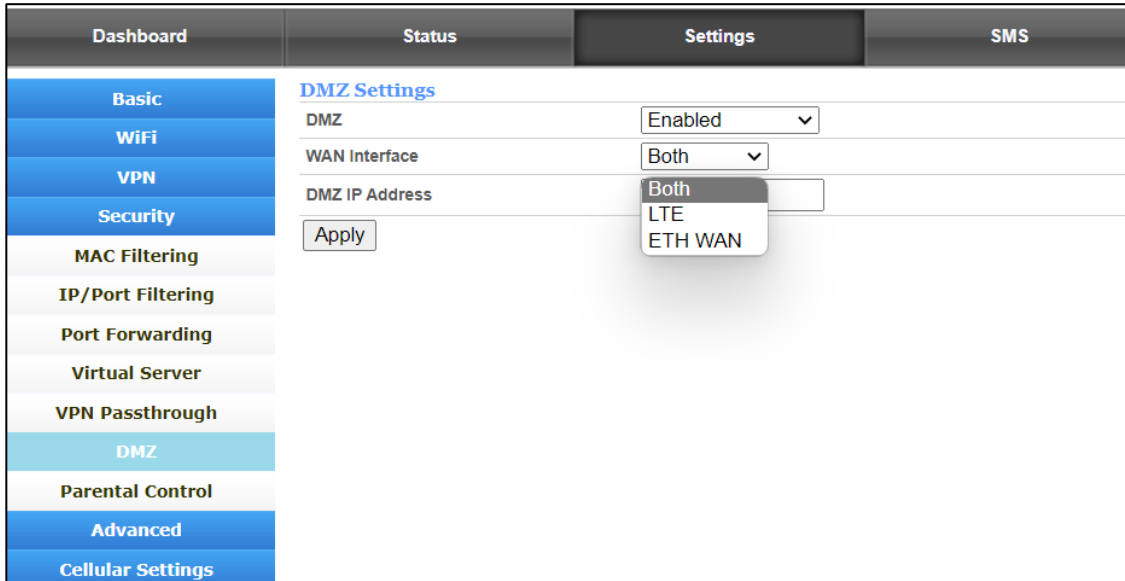 Dashboard Status Settings SMS
Basic
WiFi
VPN
Security
MAC Filtering
IP/Port Filtering
Port Forwarding
Virtual Server
VPN Passthrough
DMZ
Parental Control
Advanced
Cellular Settings
DMZ Settings
DMZ Enabled
WAN Interface Both
DMZ IP Address
Both
LTE
ETH WAN
Apply